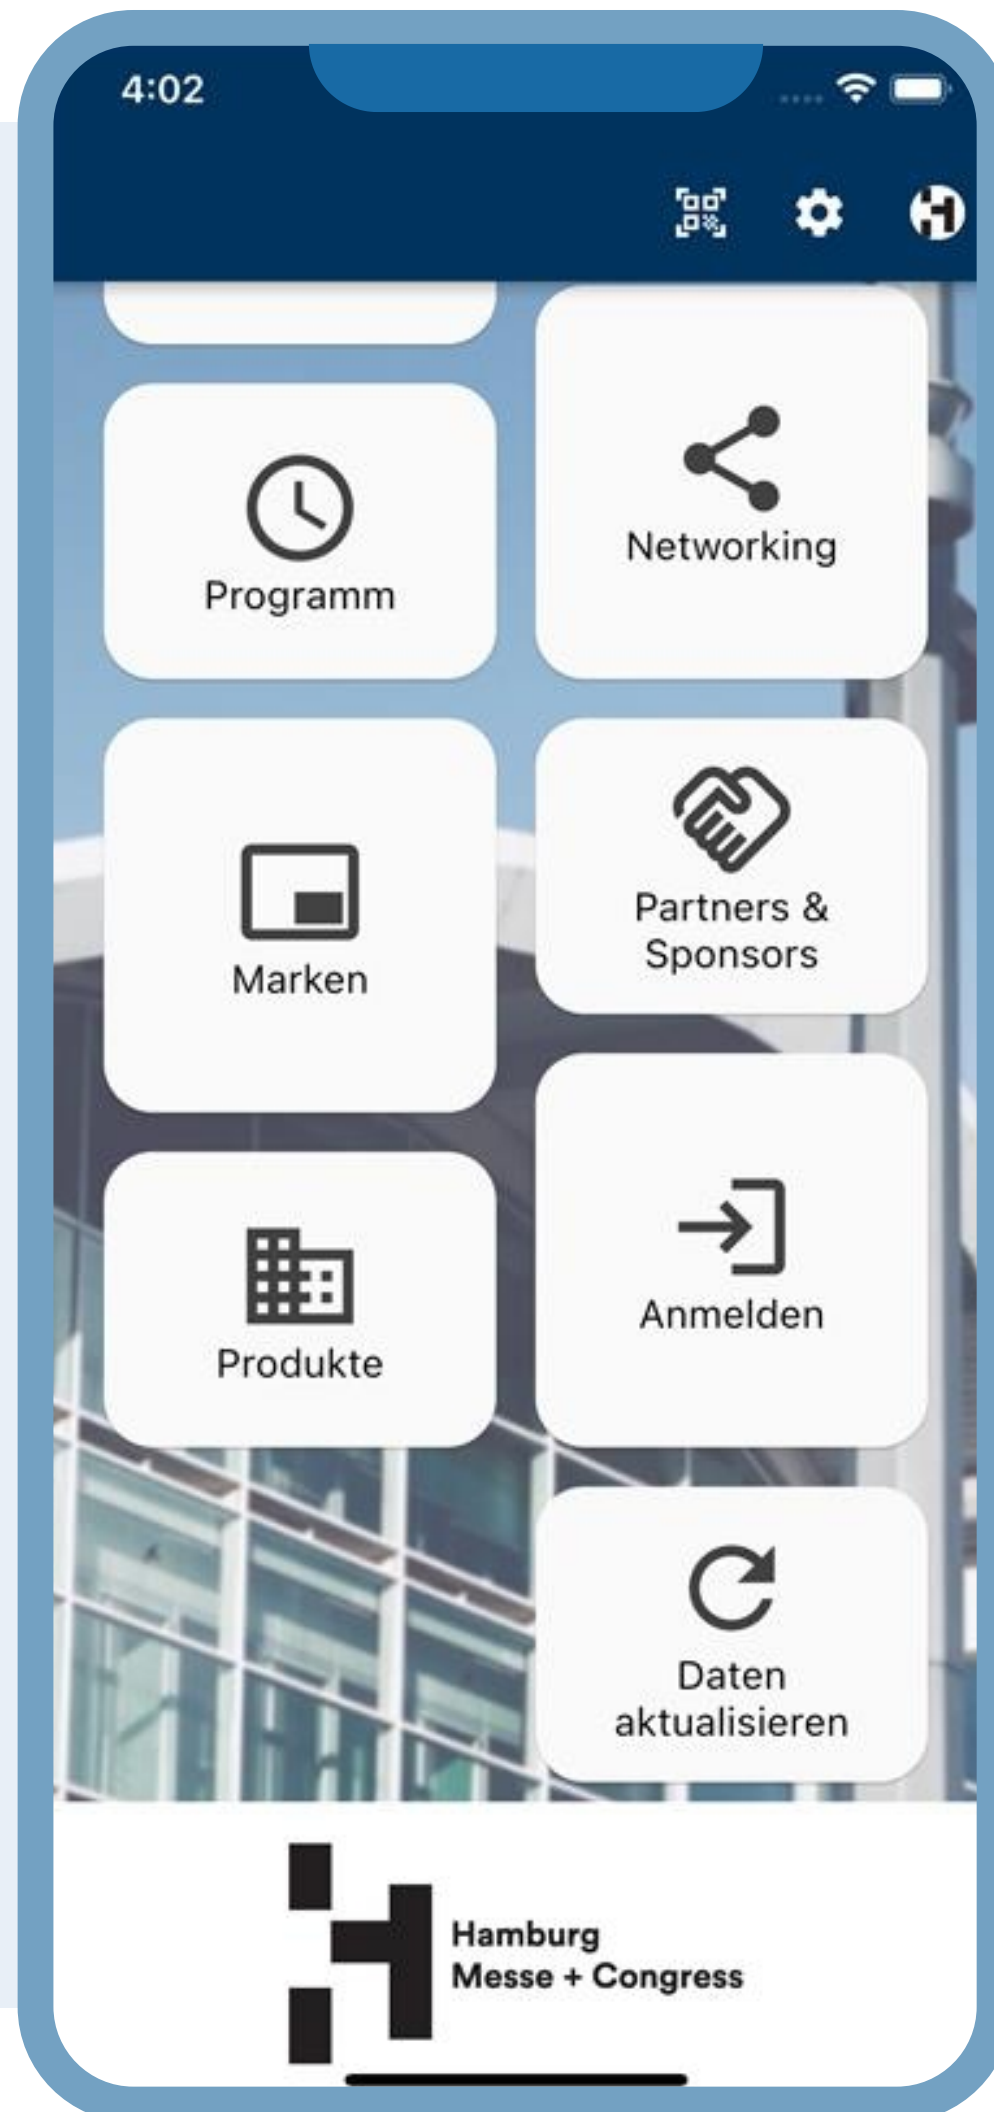 4:02
Programm
Networking
Marken
Partners &
Sponsors
Produkte
Anmelden
Daten
aktualisieren
Hamburg
Messe + Congress